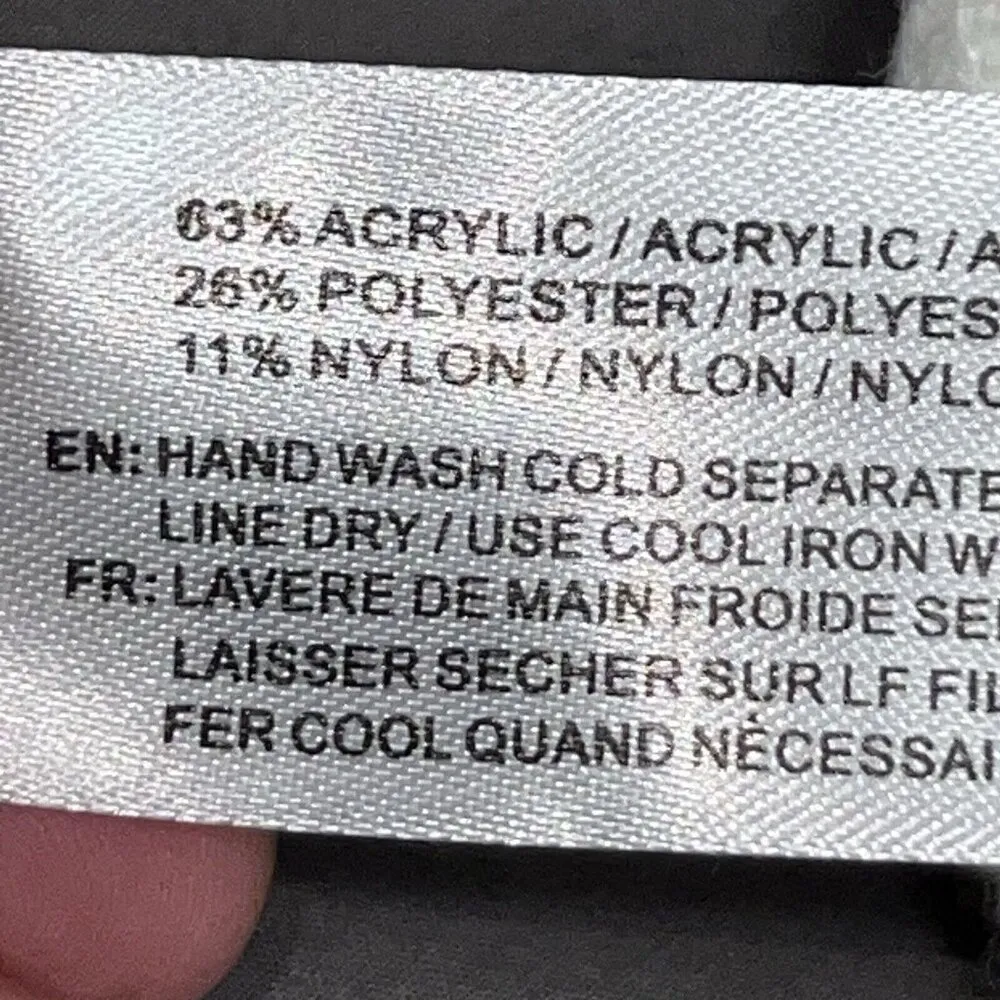 63% ACRYLIC / ACRYLIC / A
26% POLYESTER / POLYES
11% NYLON / NYLON / NYLO
EN: HAND WASH COLD SEPARATE
LINE DRY / USE COOL IRON W
FR: LAVERE DE MAIN FROIDE SE
LAISSER SECHER SUR LF FIL
FER COOL QUAND NÉCESSAI